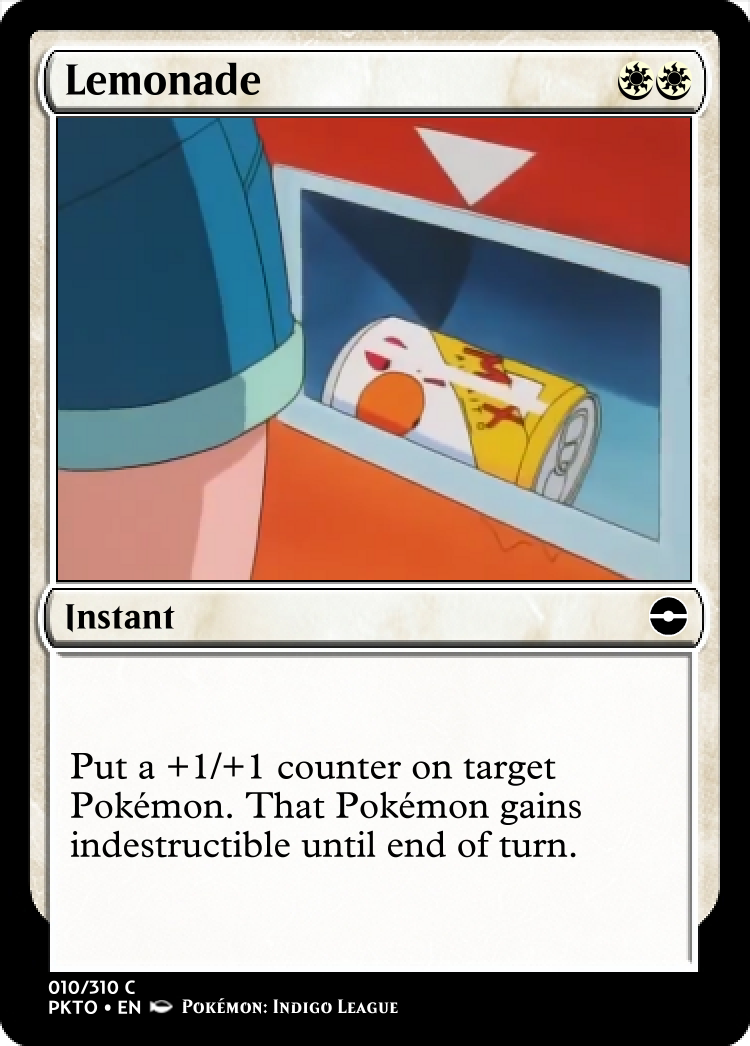 Lemonade
Instant
Put a +1/+1 counter on target
Pokémon. That Pokémon gains
indestructible until end of turn.
010/310 C
PKTO • EN Pokémon: Indigo League